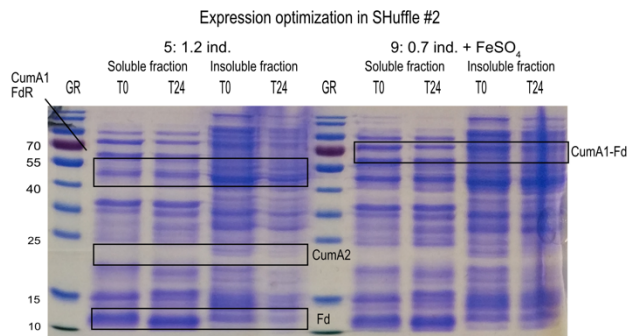 Expression optimization in SHuffle #2
5: 1.2 ind.
9: 0.7 ind. + FeSO4
Soluble fraction
Insoluble fraction
Soluble fraction
Insoluble fraction
CumA1
FdR
GR
T0
T24
T0
T24
GR
T0
T24
T0
T24
70
55
40
25
15
10
CumA1-Fd
CumA2
Fd